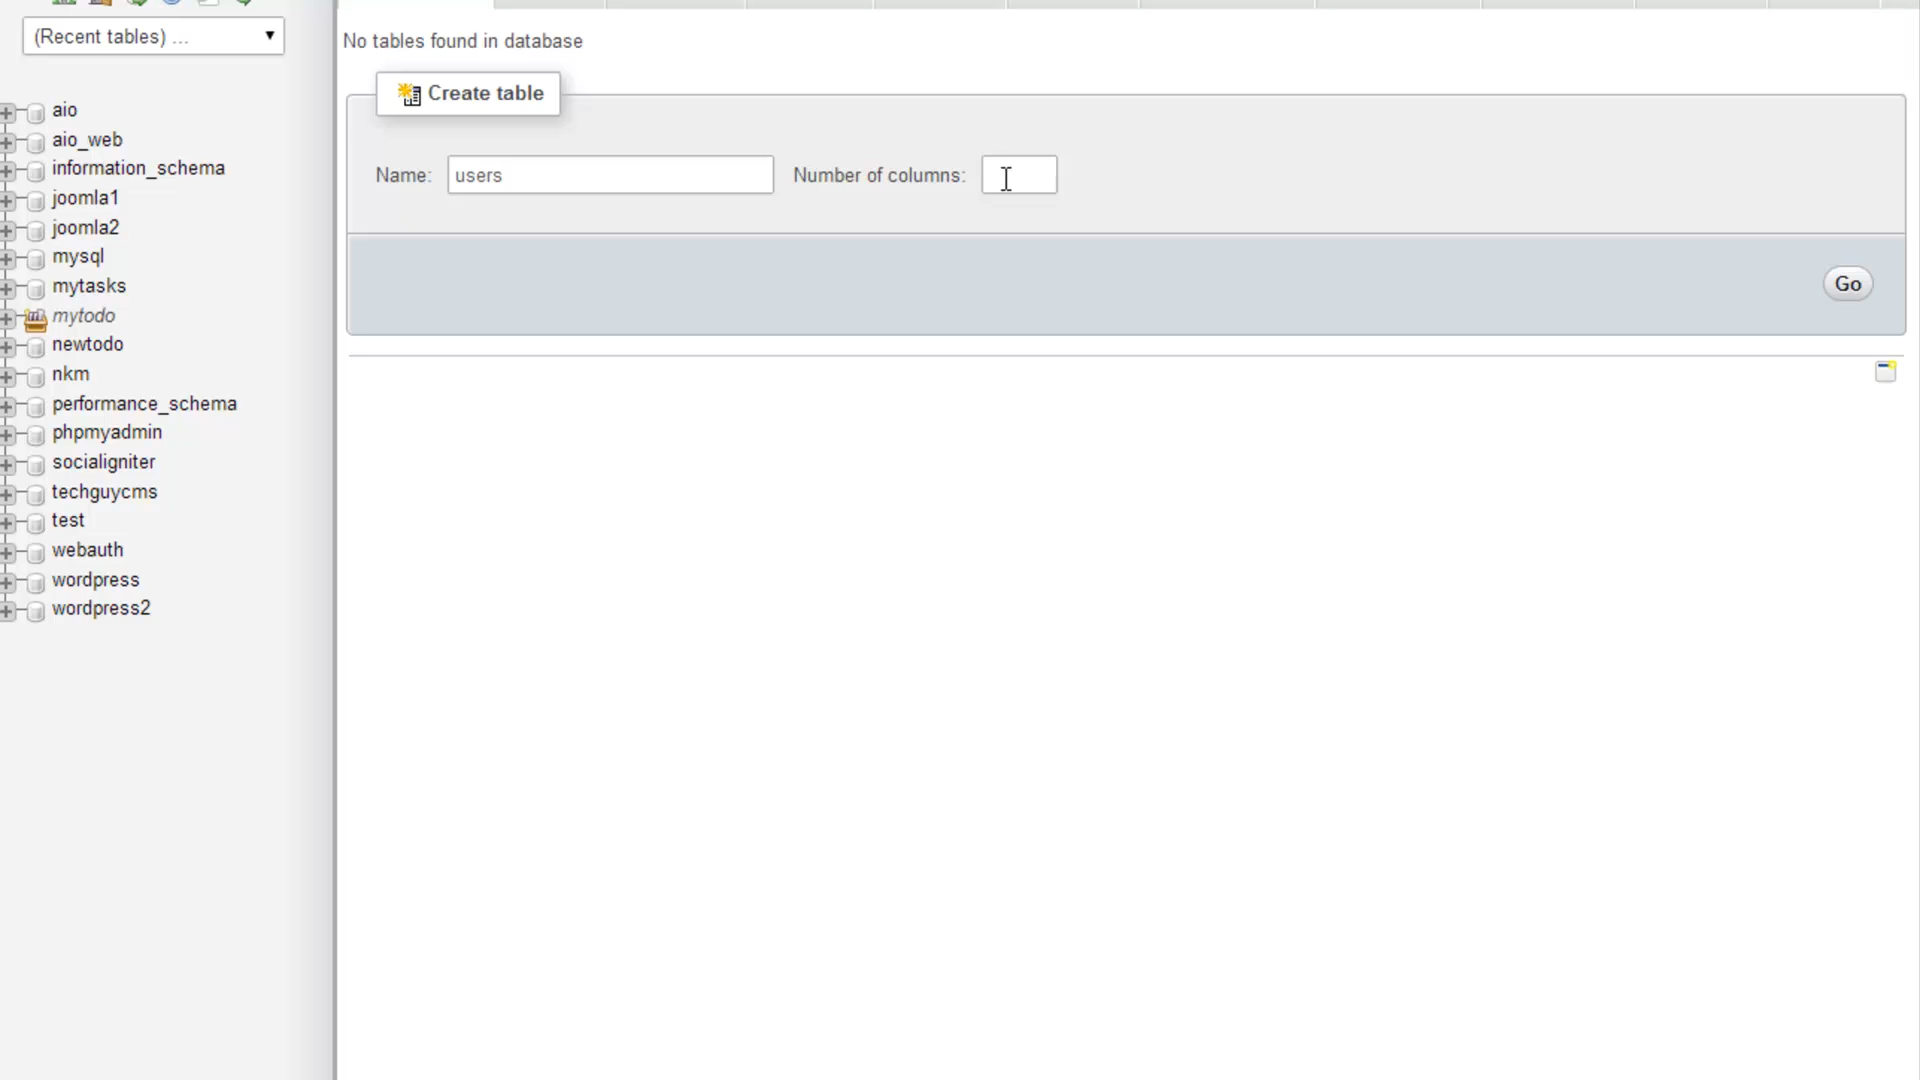 (Recent tables) ...
aio
aio_web
information_schema
joomla1
joomla2
mysql
mytasks
mytodo
newtodo
nkm
performance_schema
phpmyadmin
socialigniter
techguycms
test
webauth
wordpress
wordpress2
No tables found in database
Create table
Name: users Number of columns:
Go